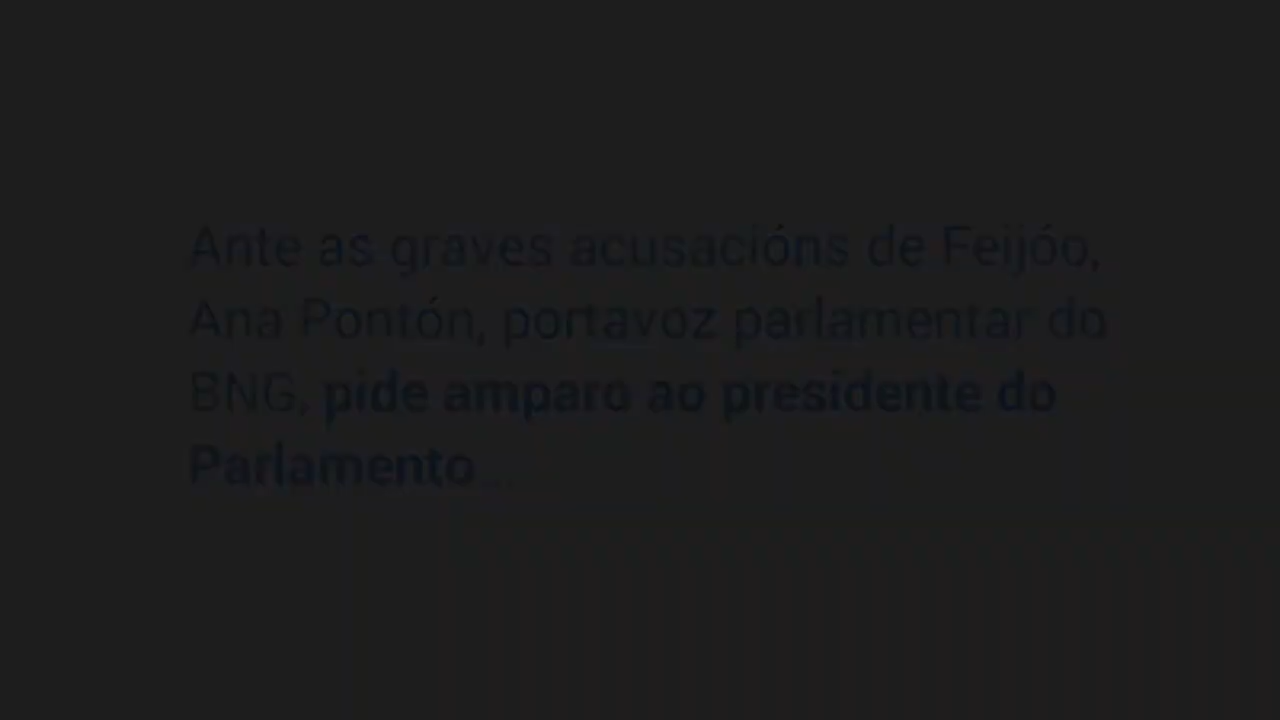 Ante as graves acusacións de Feijóo,
Ana Pontón, portavoz parlamentar do
BNG, pide amparo ao presidente do
Parlamento